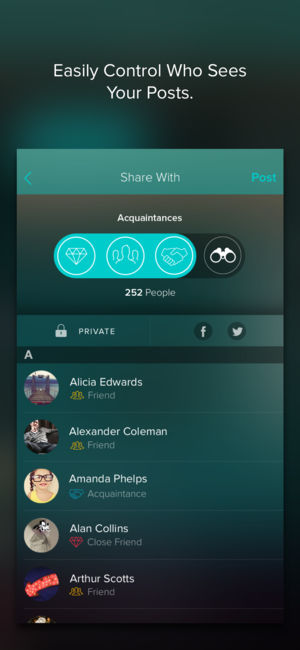 Easily Control Who Sees
Your Posts.
Share With
Post
Acquaintances
252 People
PRIVATE
A
Alicia Edwards
Friend
Alexander Coleman
Friend
Amanda Phelps
Acquaintance
Alan Collins
Close Friend
Arthur Scotts
Friend